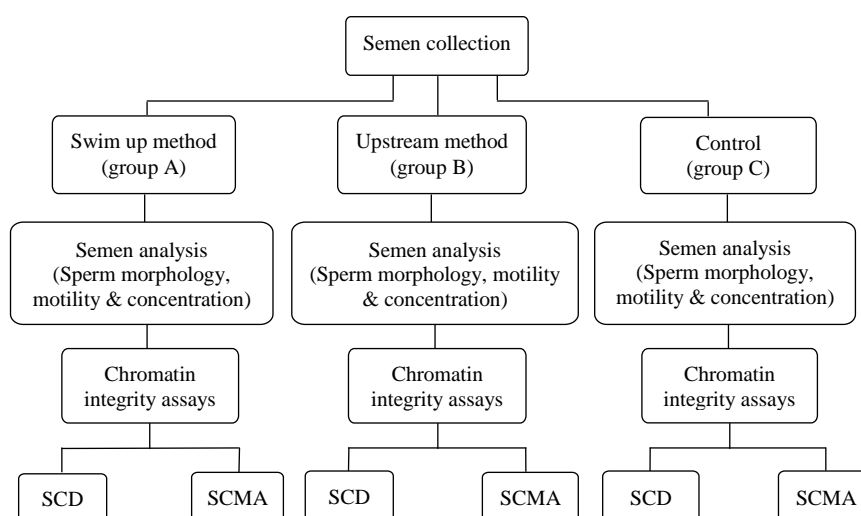 Semen collection
Swim up method
(group A)
Upstream method
(group B)
Control
(group C)
Semen analysis
(Sperm morphology,
motility & concentration)
Semen analysis
(Sperm morphology, motility
& concentration)
Semen analysis
(Sperm morphology,
motility & concentration)
Chromatin
integrity assays
Chromatin
integrity assays
Chromatin
integrity assays
SCD
SCMA
SCD
SCMA
SCD
SCMA